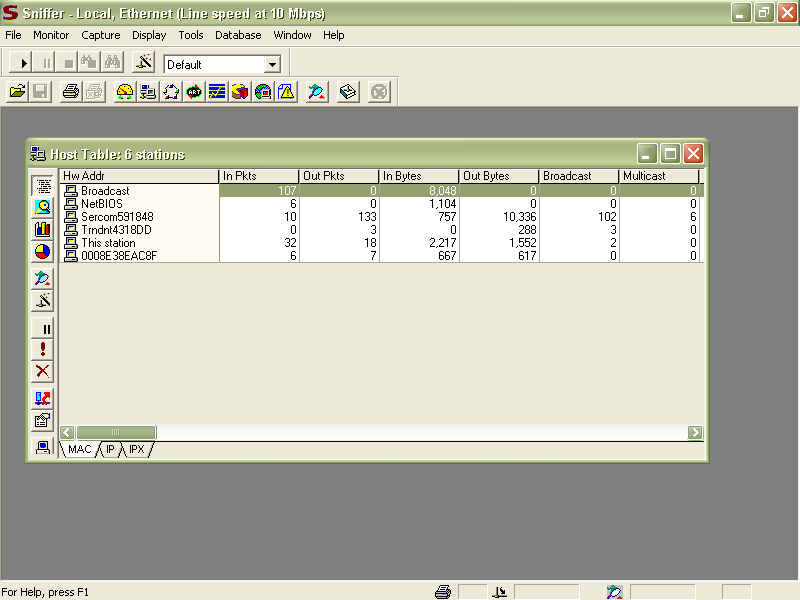 Sniffer - Local, Ethernet (Line speed at 10 Mbps)
File Monitor Capture Display Tools Database Window Help
Default
ART
Host Table: 6 stations
Hw Addr In Pkts Out Pkts In Bytes Out Bytes Broadcast Multicast
Broadcast 107 0 8,048 0 0 0
NetBIOS 6 0 1,104 0 0 0
Sercom591848 10 133 757 10,336 102 6
Trndnt4318DD 0 3 0 288 3 0
This station 32 18 2,217 1,552 2 0
0008E38EAC8F 6 7 667 617 0 0
MAC IP IPX
For Help, press F1